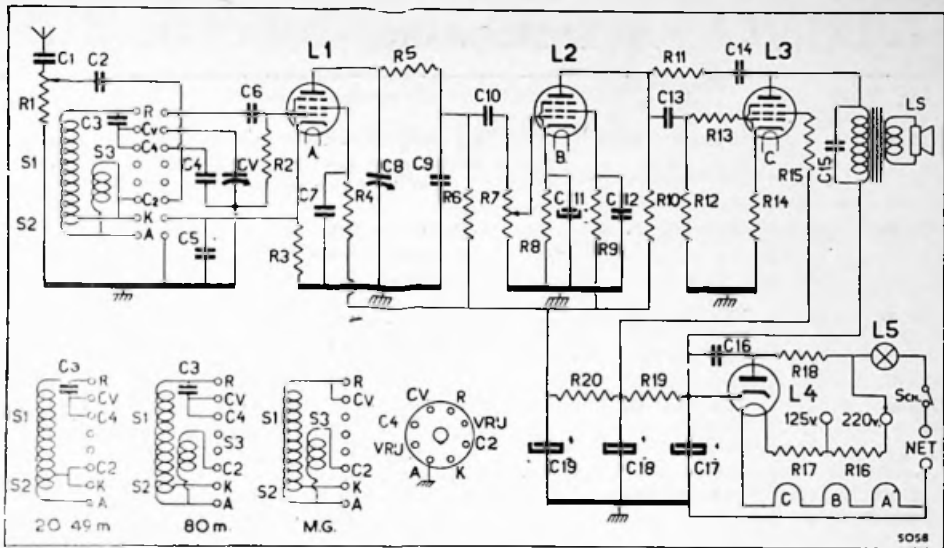 C1
C2
R1
S1
S2
C3
S3
R
Cv
C4
C2
K
A
C4
CV
C5
C6
R2
L1
A
R3
C7
R4
C8
R5
C9
R6
C10
R7
L2
B
R8
C 11
R9
C 12
R10
R11
C13
C14
R12
R13
L3
C
R14
R15
C15
LS
R20
R19
C19
C18
C17
C16
L4
R18
L5
125v.
220v.
R17
R16
Sch.
NET
C
B
A
C3
R
CV
C4
S1
C2
S2
K
A
20 49 m
C3
R
CV
C4
S1
S3
C2
S2
K
A
80 m
R
CV
S1
S3
C2
S2
K
A
M.G.
CV
R
C4
VRIJ
VRIJ
C2
A
K
5058